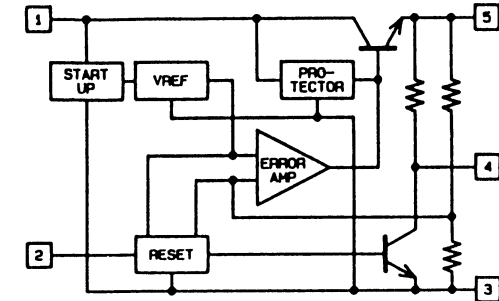 1
5
START
UP
VREF
PRO-
TECTOR
ERROR
AMP
4
2
RESET
3